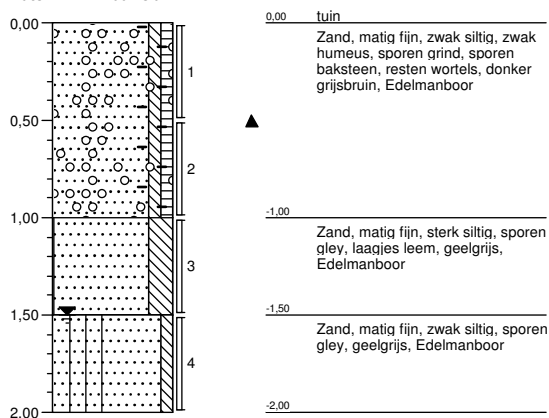 0,00
0,50
1,00
1,50
2,00
1
2
3
4
0,00
tuin
Zand, matig fijn, zwak siltig, zwak
humeus, sporen grind, sporen
baksteen, resten wortels, donker
grijsbruin, Edelmanboor
-1,00
Zand, matig fijn, sterk siltig, sporen
gley, laagjes leem, geelgrijs,
Edelmanboor
-1,50
Zand, matig fijn, zwak siltig, sporen
gley, geelgrijs, Edelmanboor
-2,00